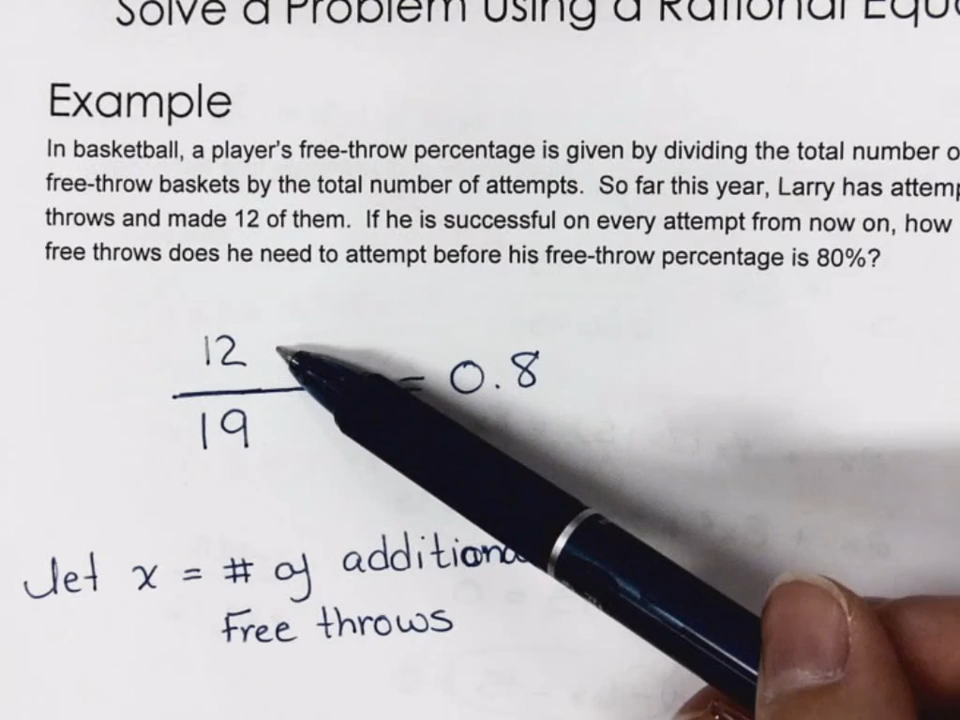 Solve a Problem Using a Rational
Example
In basketball, a player's free-throw percentage is given by dividing the total number
free-throw baskets by the total number of attempts. So far this year, Larry has
throws and made 12 of them. If he is successful on every attempt from now on, how
free throws does he need to attempt before his free-throw percentage is 80%?
12
= 0.8
19
Let x = # of
Free throws